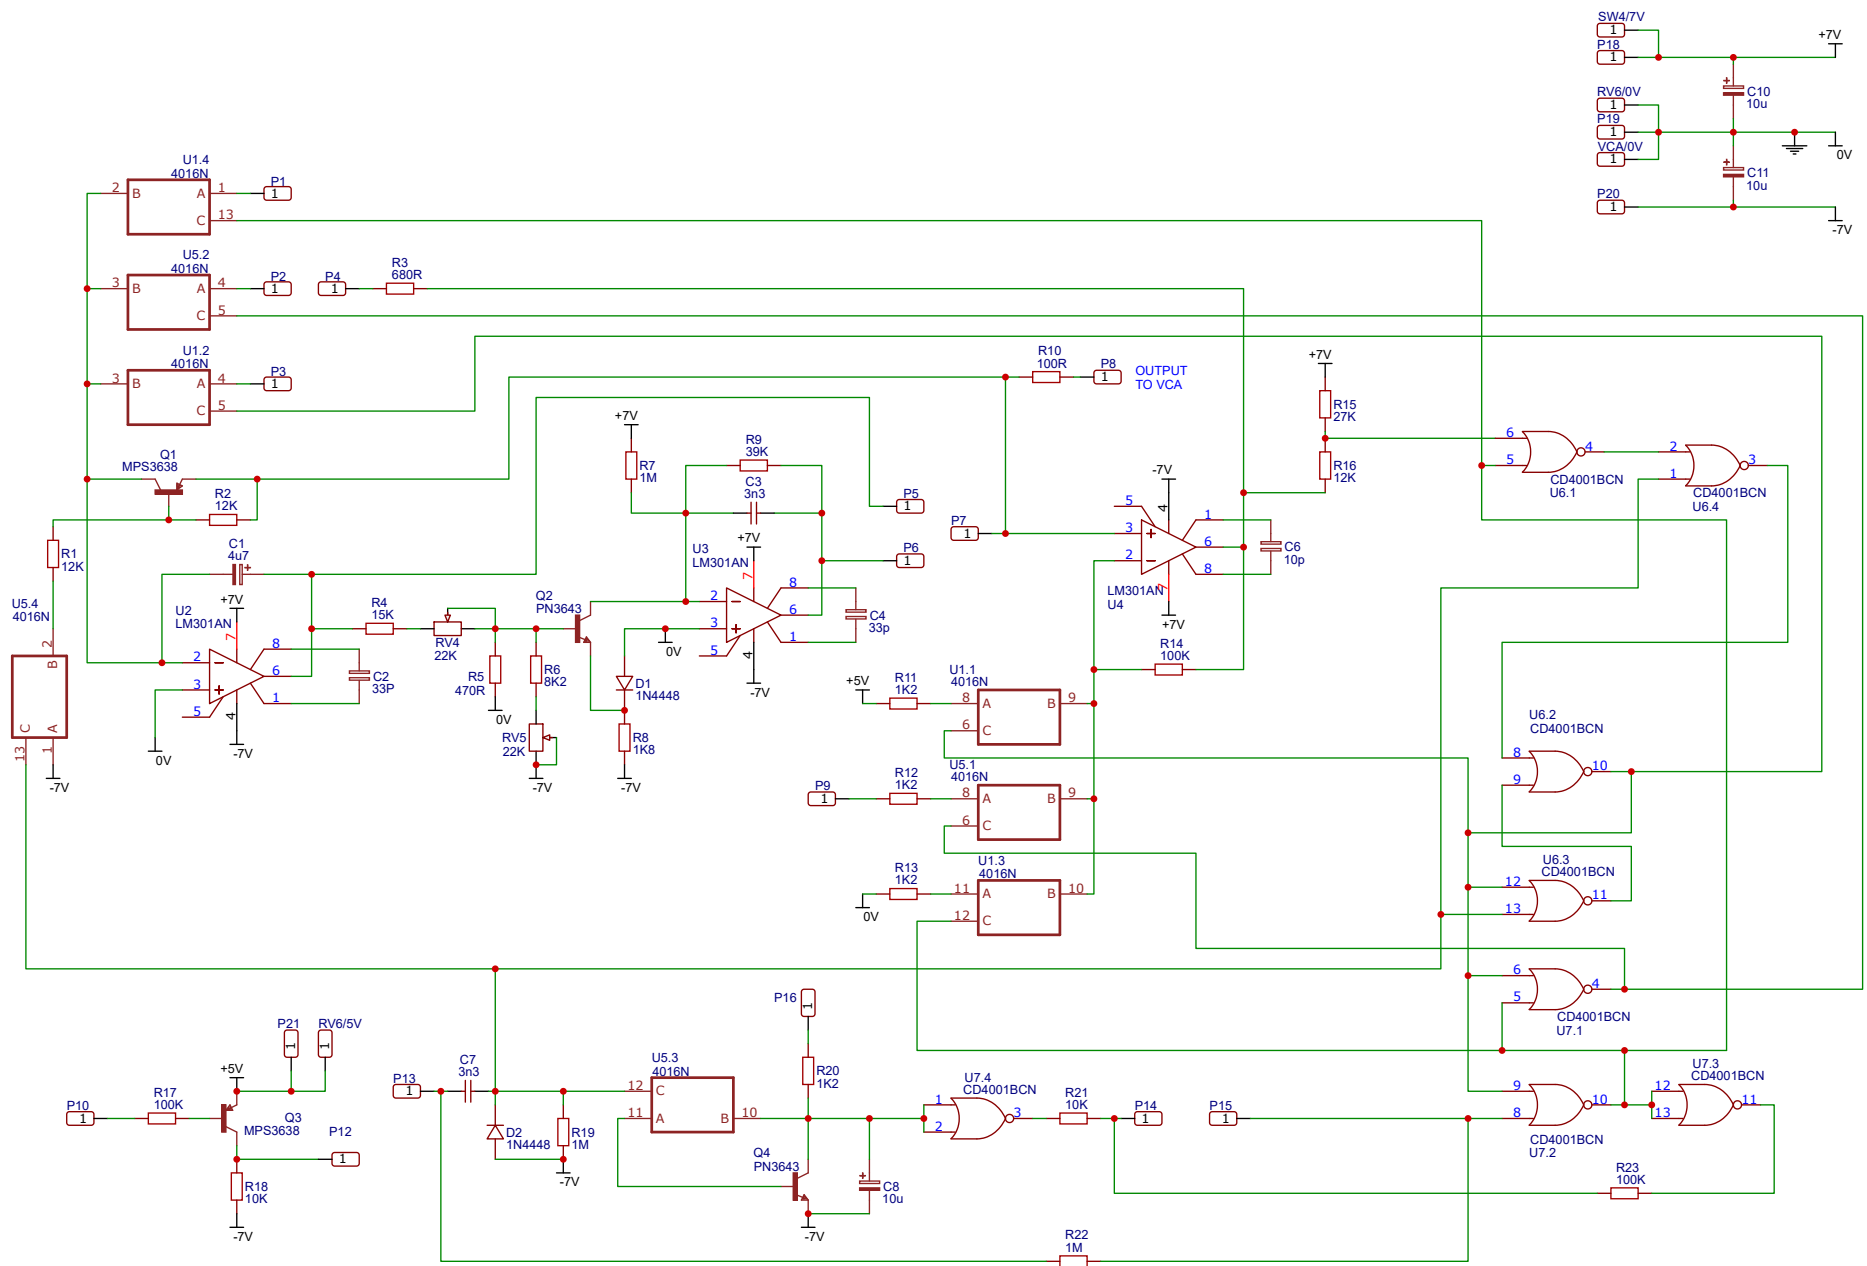 SW4/7V
1
P18
1
+7V
RV6/0V
1
P19
1
VCA/0V
1
P20
1
+
C10
10u
0V
+
C11
10u
-7V
U1.4
4016N
2 B A 1
C 13
P1
1
U5.2
4016N
3 B A 4
C 5
P2
1
P4
1
R3
680R
U1.2
4016N
3 B A 4
C 5
P3
1
R10
100R
P8
1
OUTPUT
TO VCA
+7V
R15
27K
R16
12K
Q1
MPS3638
R2
12K
R1
12K
C1
4u7
+
U5.4
4016N
2
B
C
A
13
1
-7V
U2
LM301AN
+7V
7
2
3
5
8
6
1
4
-7V
0V
C2
33P
R4
15K
RV4
22K
R5
470R
0V
R6
8K2
RV5
22K
-7V
Q2
PN3643
+7V
R7
1M
R9
39K
C3
3n3
U3
LM301AN
+7V
7
2
3
5
8
6
1
4
-7V
0V
C4
33p
D1
1N4448
R8
1K8
-7V
P5
1
P6
1
P7
1
-7V
4
5
3
2
1
6
8
7
LM301AN
U4
+7V
C6
10p
R14
100K
6
5
4
CD4001BCN
U6.1
2
1
3
CD4001BCN
U6.4
+5V
R11
1K2
U1.1
4016N
8 A B 9
6 C
P9
1
R12
1K2
U5.1
4016N
8 A B 9
6 C
R13
1K2
0V
U1.3
4016N
11 A B 10
12 C
U6.2
CD4001BCN
8
9
10
U6.3
CD4001BCN
12
13
11
6
5
4
CD4001BCN
U7.1
P16
1
P21
1
RV6/5V
1
+5V
P10
1
R17
100K
Q3
MPS3638
P12
1
R18
10K
-7V
P13
1
C7
3n3
D2
1N4448
R19
1M
-7V
U5.3
4016N
12 C
11 A B 10
R20
1K2
Q4
PN3643
-7V
+
C8
10u
U7.4
CD4001BCN
1
2
3
R21
10K
P14
1
P15
1
9
8
10
CD4001BCN
U7.2
U7.3
CD4001BCN
12
13
11
R23
100K
R22
1M